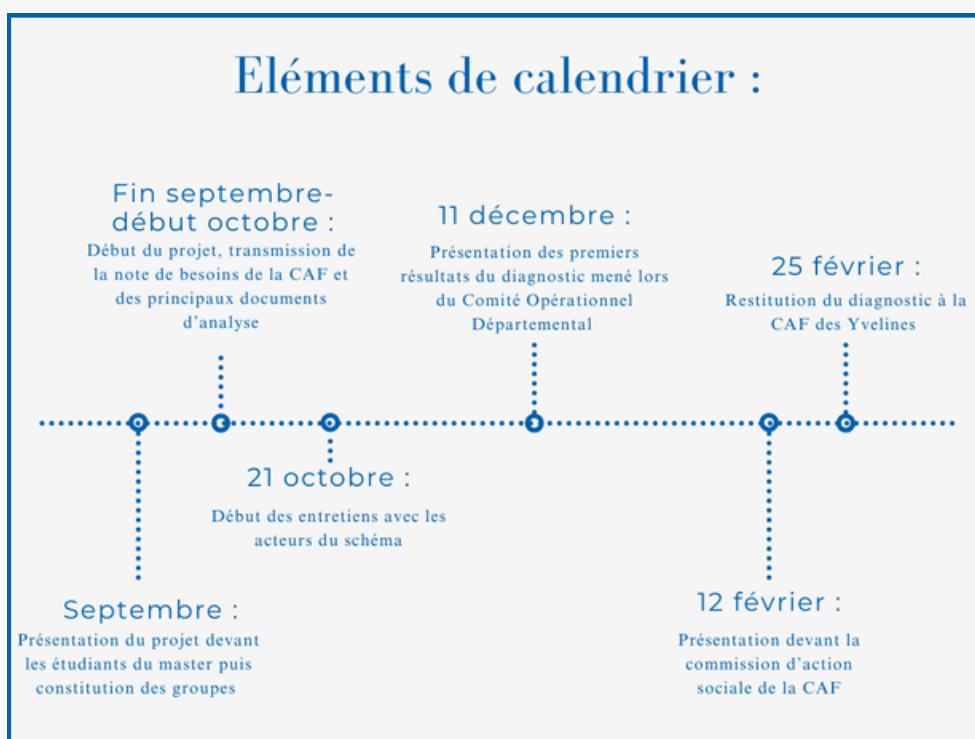 Eléments de calendrier :
Septembre :
Présentation du projet devant
les étudiants du master puis
constitution des groupes
Fin septembre-
début octobre :
Début du projet, transmission de
la note de besoins de la CAF et
des principaux documents
d'analyse
21 octobre :
Début des entretiens avec les
acteurs du schéma
11 décembre :
Présentation des premiers
résultats du diagnostic mené lors
du Comité Opérationnel
Départemental
12 février :
Présentation devant la
commission d'action
sociale de la CAF
25 février :
Restitution du diagnostic à la
CAF des Yvelines